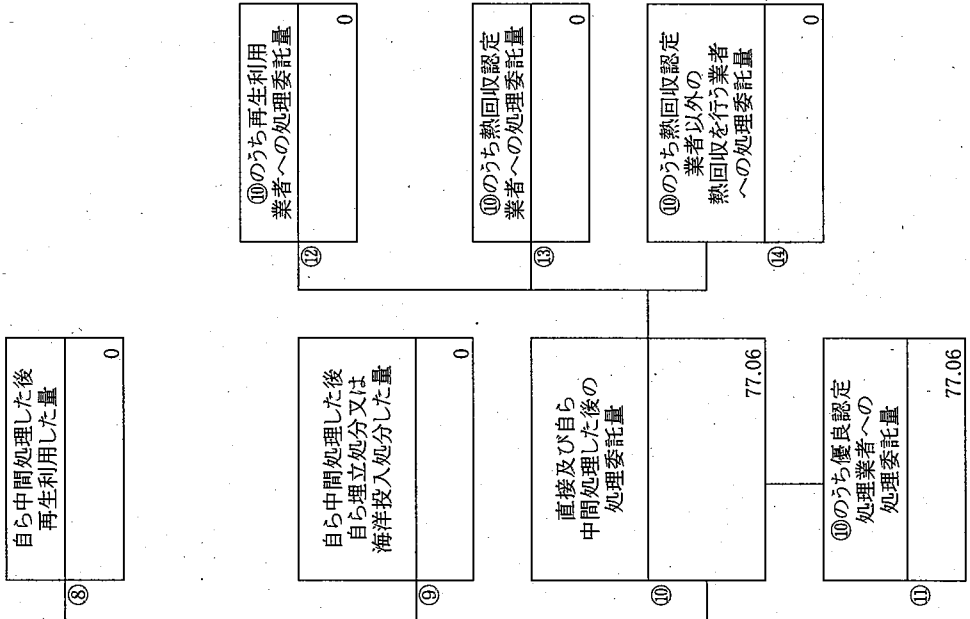 ⑧
自ら中間処理した後
再生利用した量
0
⑨
自ら中間処理した後
自ら埋立処分又は
海洋投入処分した量
0
⑩
直接及び自ら
中間処理した後の
処理委託量
77.06
⑪
⑩のうち優良認定
処理業者への
処理委託量
77.06
⑫
⑩のうち再生利用
業者への処理委託量
0
⑬
⑩のうち熱回収認定
業者への処理委託量
0
⑭
⑩のうち熱回収認定
業者以外の
熱回収を行う業者
への処理委託量
0